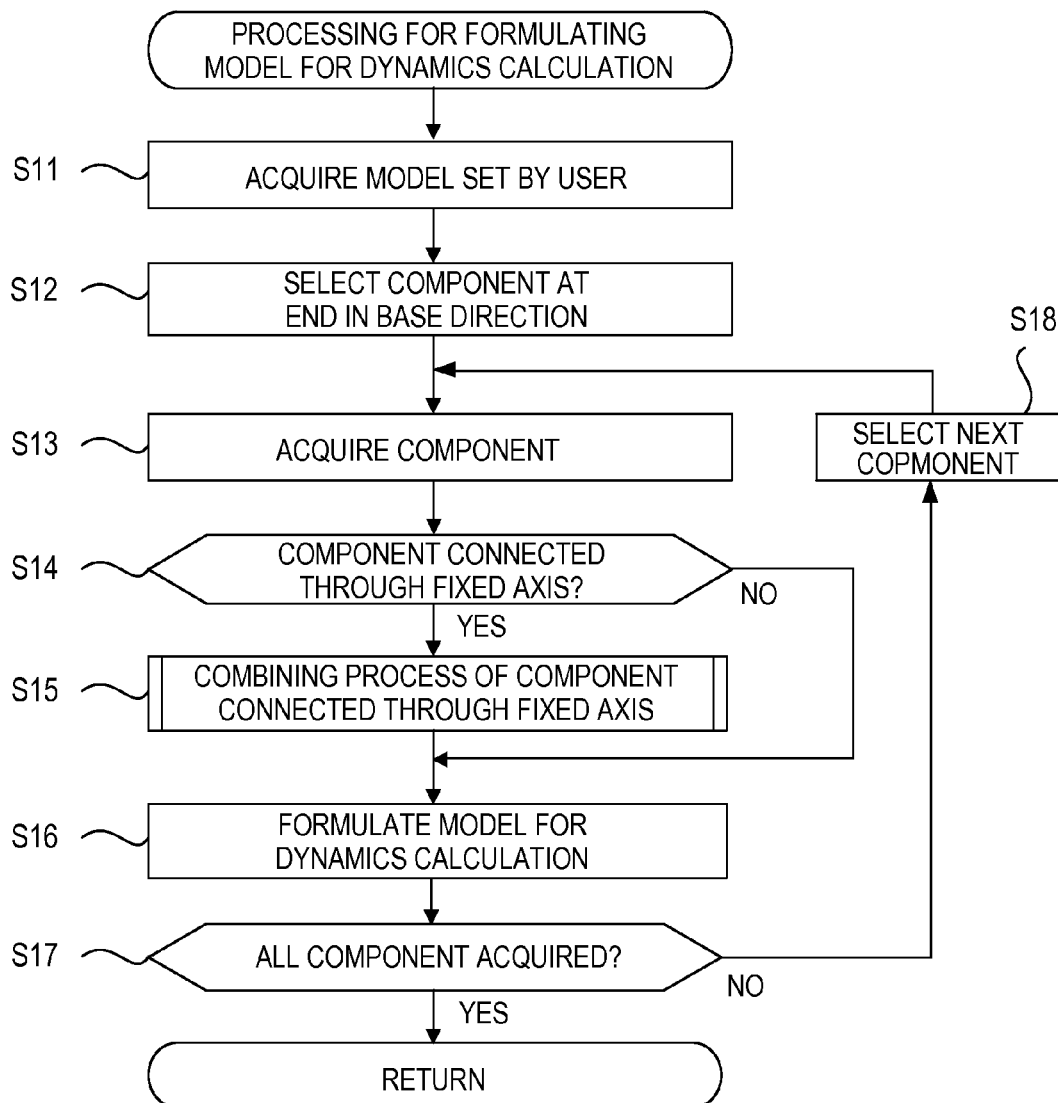 PROCESSING FOR FORMULATING
MODEL FOR DYNAMICS CALCULATION
S11
ACQUIRE MODEL SET BY USER
S12
SELECT COMPONENT AT
END IN BASE DIRECTION
S18
SELECT NEXT
COPMONENT
S13
ACQUIRE COMPONENT
S14
COMPONENT CONNECTED
THROUGH FIXED AXIS?
NO
YES
S15
COMBINING PROCESS OF COMPONENT
CONNECTED THROUGH FIXED AXIS
S16
FORMULATE MODEL FOR
DYNAMICS CALCULATION
S17
ALL COMPONENT ACQUIRED?
NO
YES
RETURN